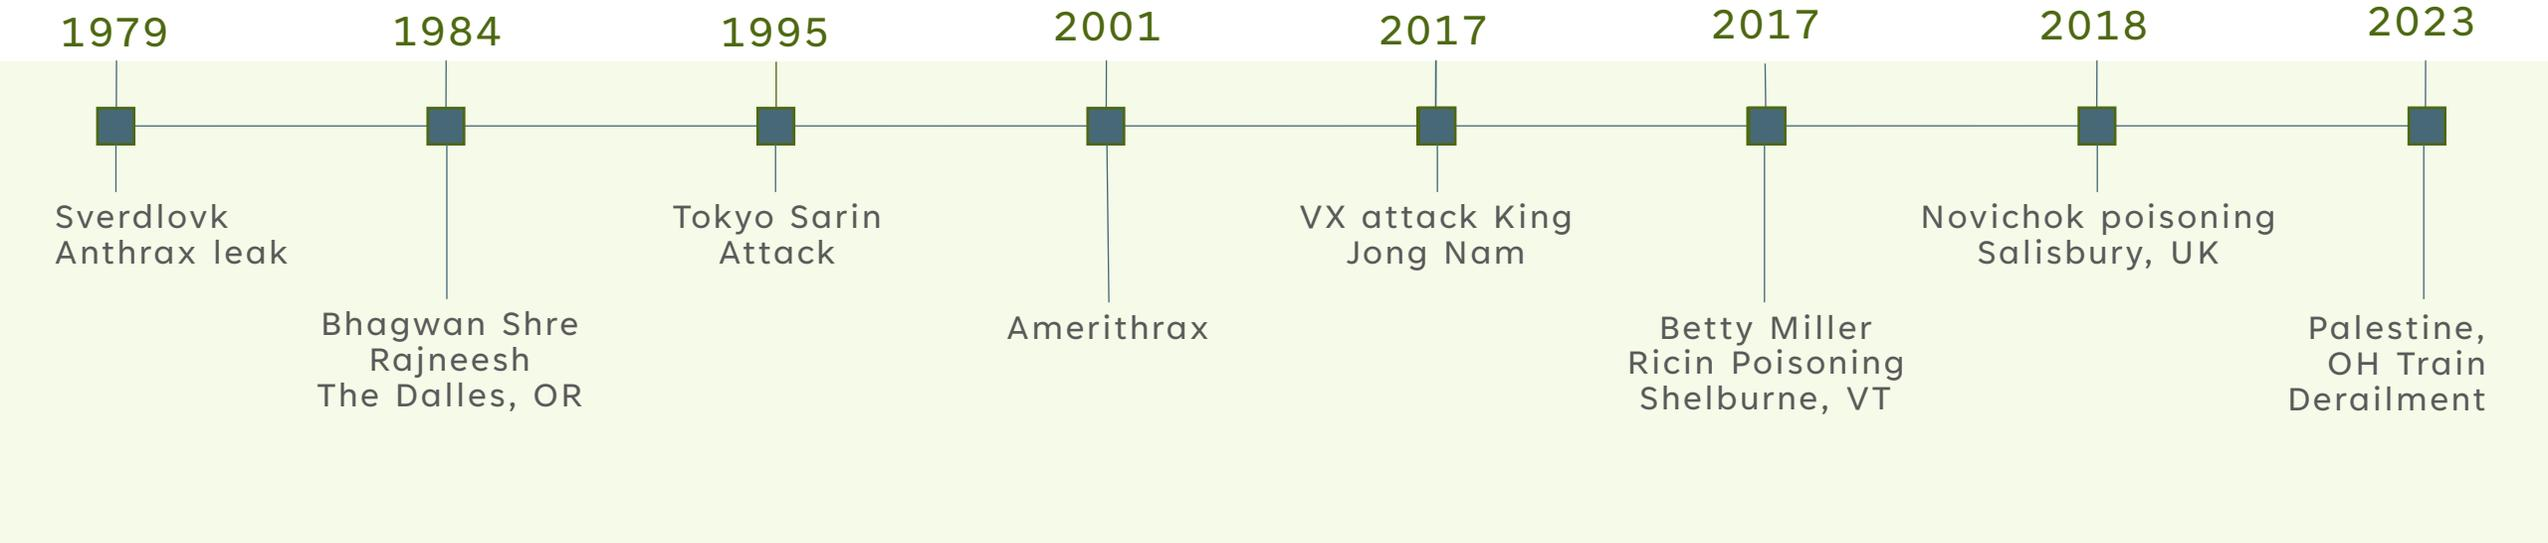 1979
1984
1995
2001
2017
2017
2018
2023
Sverdlovk
Anthrax leak
Bhagwan Shre
Rajneesh
The Dalles, OR
Tokyo Sarin
Attack
Amerithrax
VX attack King
Jong Nam
Betty Miller
Ricin Poisoning
Shelburne, VT
Novichok poisoning
Salisbury, UK
Palestine,
OH Train
Derailment